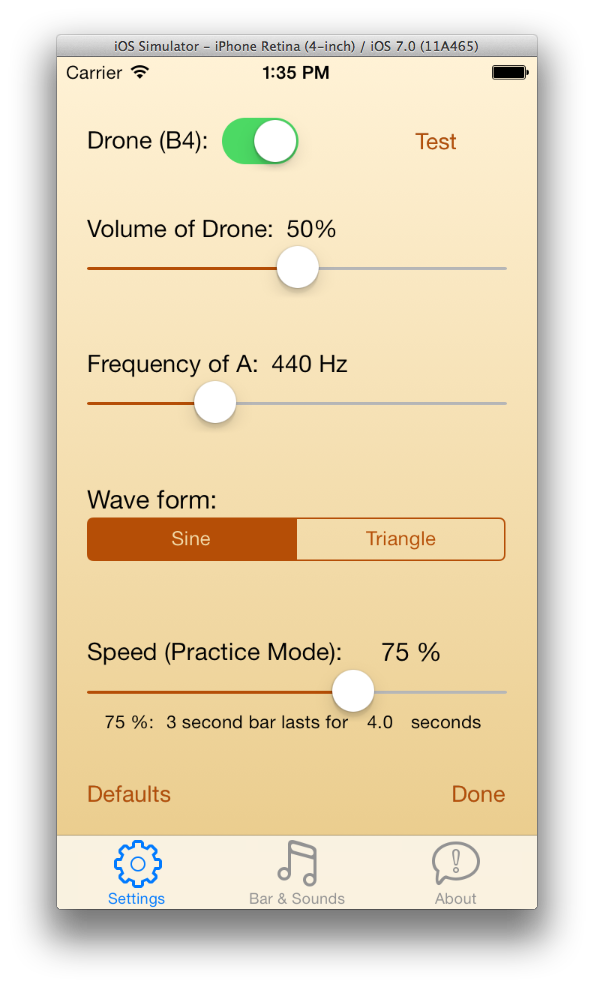 iOS Simulator – iPhone Retina (4-inch) / iOS 7.0 (11A465)
Carrier 1:35 PM
Drone (B4): Test
Volume of Drone: 50%
Frequency of A: 440 Hz
Wave form:
Sine Triangle
Speed (Practice Mode): 75 %
75 %: 3 second bar lasts for 4.0 seconds
Defaults Done
Settings Bar & Sounds About